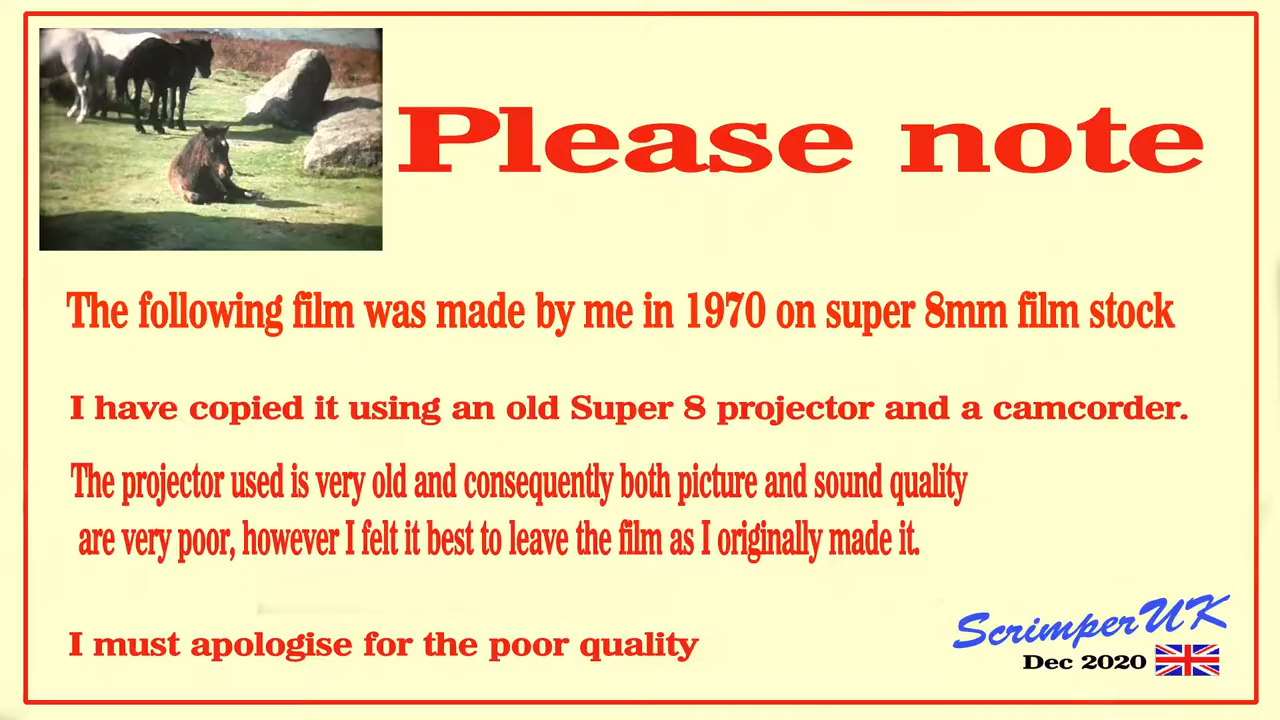 Please note
The following film was made by me in 1970 on super 8mm film stock
I have copied it using an old Super 8 projector and a camcorder.
The projector used is very old and consequently both picture and sound quality
are very poor, however I felt it best to leave the film as I originally made it.
I must apologise for the poor quality
ScrimperUK
Dec 2020